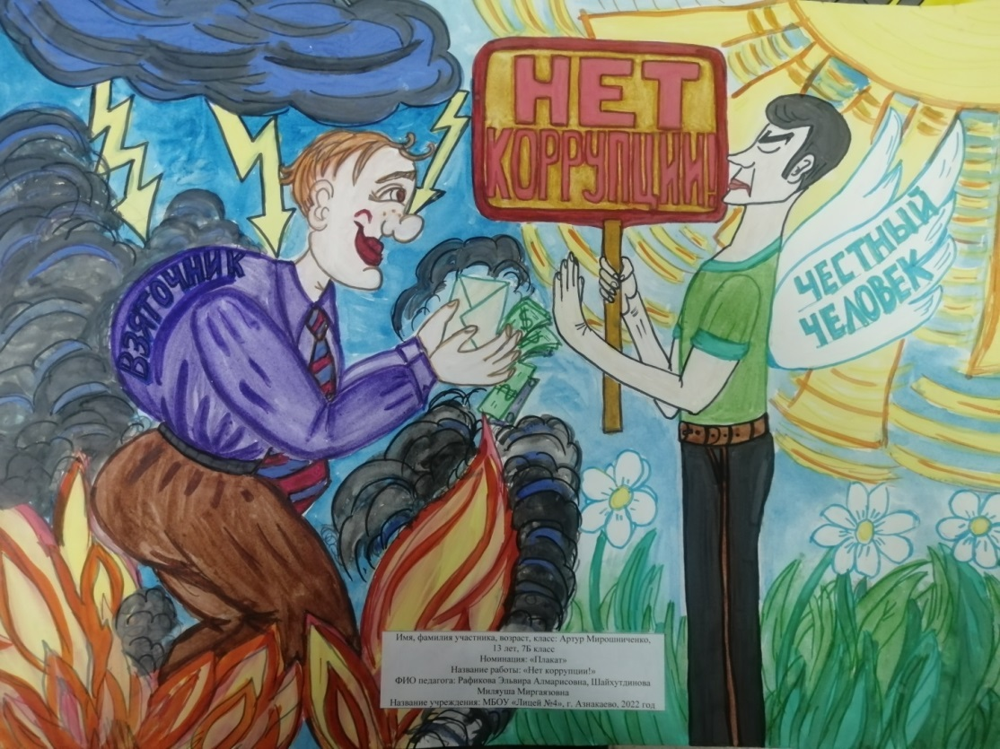 НЕТ
КОРРУПЦИИ!
ВЗЯТОЧНИК
ЧЕСТНЫЙ
ЧЕЛОВЕК
$
Имя, фамилия участника, возраст, класс: Артур Мирошниченко,
13 лет, 7Б класс
Номинация: «Плакат»
Название работы: «Нет коррупции!»
ФИО педагога: Рафикова Эльвира Алмарисовна, Шайхутдинова
Миляуша Миргаязовна
Название учреждения: МБОУ «Лицей №4», г. Азнакаево, 2022 год